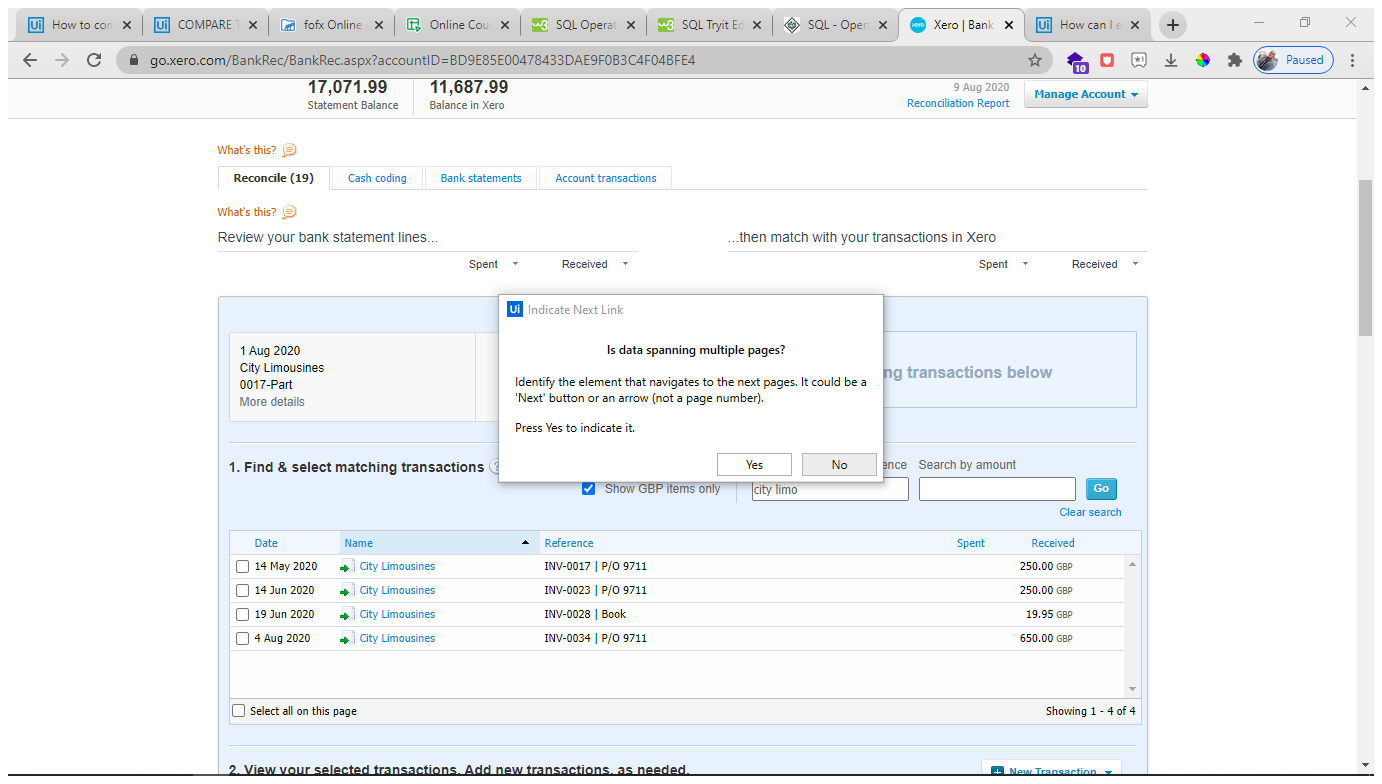 How to con
COMPARE T
fofx Online
Online Cou
SQL Operat
SQL Tryit Ed
SQL - Opera
Xero | Bank
How can I e
go.xero.com/BankRec/BankRec.aspx?accountID=BD9E85E00478433DAE9F0B3C4F04BFE4
10
Paused
17,071.99 11,687.99
Statement Balance Balance in Xero
9 Aug 2020
Reconciliation Report
Manage Account
What's this?
Reconcile (19) Cash coding Bank statements Account transactions
What's this?
Review your bank statement lines... ...then match with your transactions in Xero
Spent Received Spent Received
Ui Indicate Next Link
Is data spanning multiple pages?
Identify the element that navigates to the next pages. It could be a
'Next' button or an arrow (not a page number).
Press Yes to indicate it.
Yes No
1 Aug 2020
City Limousines
0017-Part
More details
ng transactions below
1. Find & select matching transactions ?
ence Search by amount
Show GBP items only city limo Go
Clear search
Date Name Reference Spent Received
14 May 2020 City Limousines INV-0017 | P/O 9711 250.00 GBP
14 Jun 2020 City Limousines INV-0023 | P/O 9711 250.00 GBP
19 Jun 2020 City Limousines INV-0028 | Book 19.95 GBP
4 Aug 2020 City Limousines INV-0034 | P/O 9711 650.00 GBP
Select all on this page Showing 1 - 4 of 4
2. View your selected transactions. Add new transactions, as needed.
New Transaction